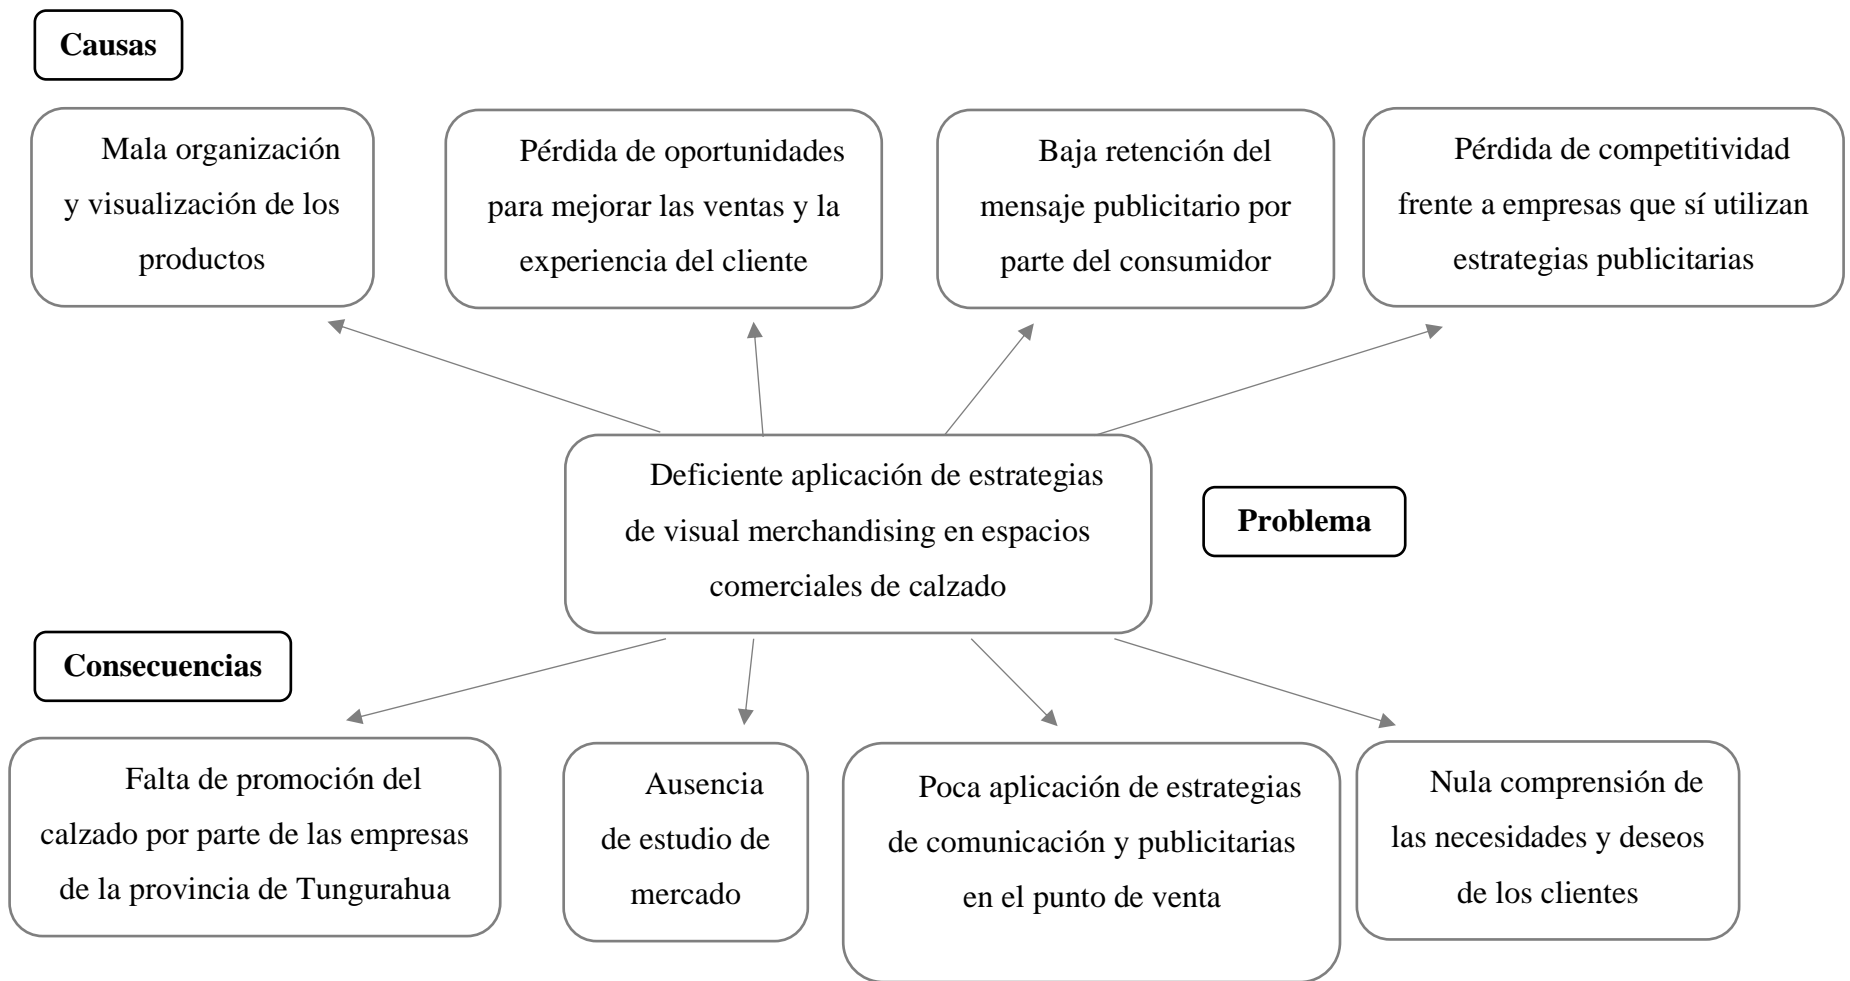 Causas
Mala organización
y visualización de los
productos
Pérdida de oportunidades
para mejorar las ventas y la
experiencia del cliente
Baja retención del
mensaje publicitario por
parte del consumidor
Pérdida de competitividad
frente a empresas que sí utilizan
estrategias publicitarias
Deficiente aplicación de estrategias
de visual merchandising en espacios
comerciales de calzado
Problema
Consecuencias
Falta de promoción del
calzado por parte de las empresas
de la provincia de Tungurahua
Ausencia
de estudio de
mercado
Poca aplicación de estrategias
de comunicación y publicitarias
en el punto de venta
Nula comprensión de
las necesidades y deseos
de los clientes